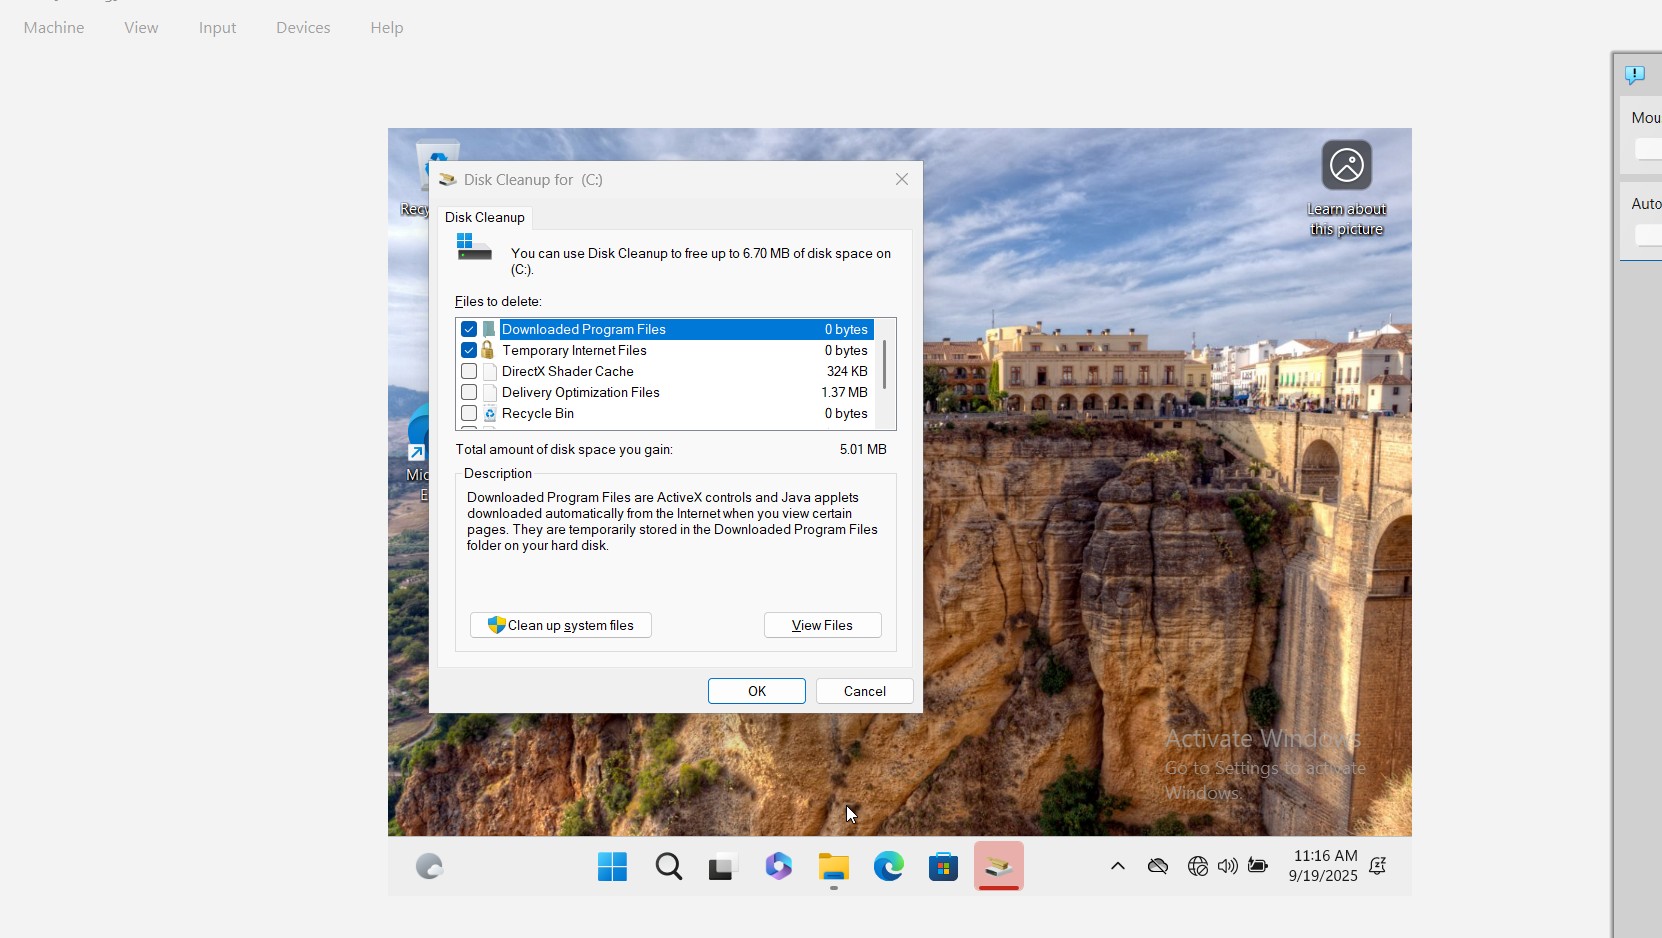 Machine View Input Devices Help
Learn about
this picture
Disk Cleanup for (C:)
Disk Cleanup
You can use Disk Cleanup to free up to 6.70 MB of disk space on
(C:).
Files to delete:
Downloaded Program Files 0 bytes
Temporary Internet Files 0 bytes
DirectX Shader Cache 324 KB
Delivery Optimization Files 1.37 MB
Recycle Bin 0 bytes
Total amount of disk space you gain: 5.01 MB
Description
Downloaded Program Files are ActiveX controls and Java applets
downloaded automatically from the Internet when you view certain
pages. They are temporarily stored in the Downloaded Program Files
folder on your hard disk.
Clean up system files View Files
OK Cancel
Activate Windows
Go to Settings to activate
Windows.
11:16 AM
9/19/2025
Mou
Auto